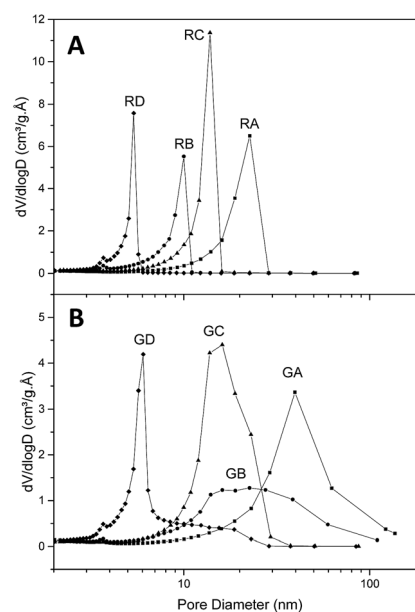 A
12
10
8
6
4
2
0
dV/dlogD (cm³/g.Å)
RD
RB
RC
RA
B
5
4
3
2
1
0
dV/dlogD (cm³/g.Å)
GD
GC
GB
GA
10
100
Pore Diameter (nm)